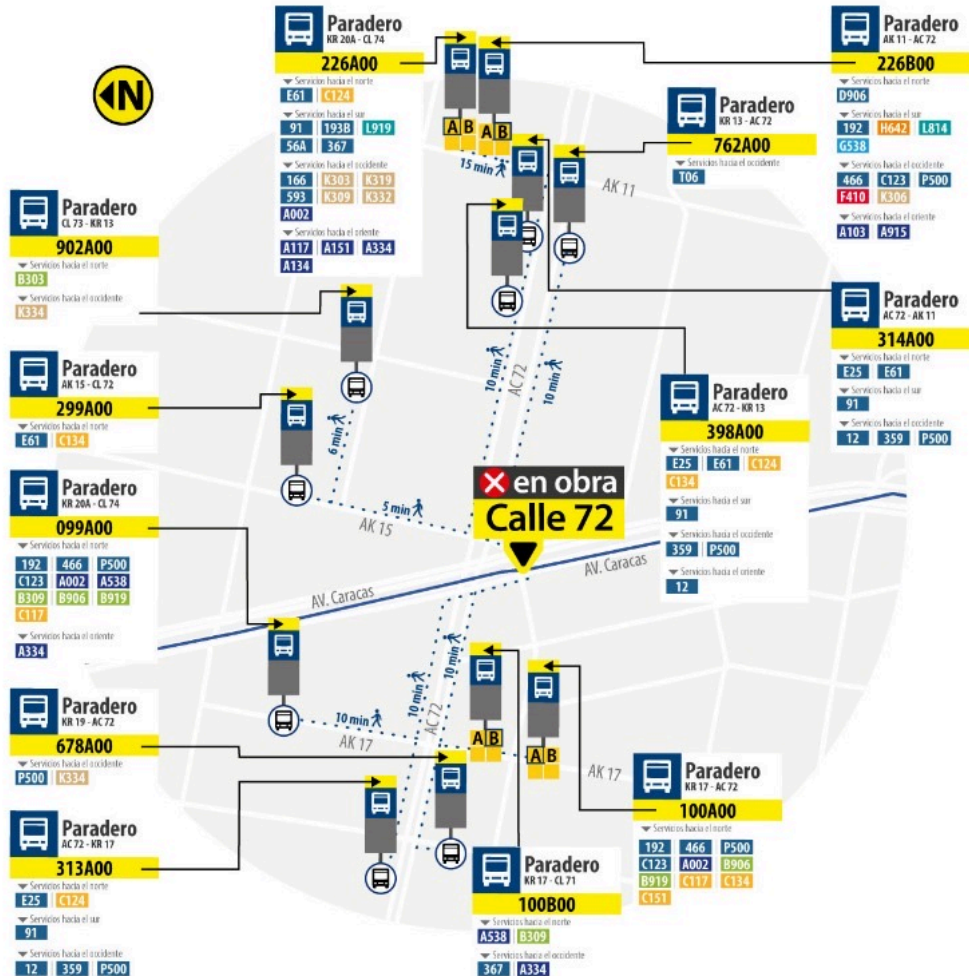 N
Paradero
KR 20A - CL 74
226A00
Servicios hacia el norte
E61 C124
Servicios hacia el sur
91 193B L919
56A 367
Servicios hacia el occidente
166 K303 K319
593 K309 K332
A002
Servicios hacia el oriente
A117 A151 A334
A134
Paradero
AK 11 - AC 72
226B00
Servicios hacia el norte
D906
Servicios hacia el sur
192 H642 L814
G538
Servicios hacia el occidente
466 C123 P500
F410 K306
Servicios hacia el oriente
A103 A915
Paradero
KR 13 - AC 72
762A00
Servicios hacia el occidente
T06
Paradero
CL 73 - KR 13
902A00
Servicios hacia el norte
B303
Servicios hacia el occidente
K334
Paradero
AC 72 - AK 11
314A00
Servicios hacia el norte
E25 E61
Servicios hacia el sur
91
Servicios hacia el occidente
12 359 P500
Paradero
AK 15 - CL 72
299A00
Servicios hacia el norte
E61 C134
Paradero
AC 72 - KR 13
398A00
Servicios hacia el norte
E25 E61 C124
C134
Servicios hacia el sur
91
Servicios hacia el occidente
359 P500
Servicios hacia el oriente
12
Paradero
KR 20A - CL 74
099A00
Servicios hacia el norte
192 466 P500
C123 A002 A538
B309 B906 B919
C117
Servicios hacia el oriente
A334
Paradero
KR 19 - AC 72
678A00
Servicios hacia el occidente
P500 K334
Paradero
AC 72 - KR 17
313A00
Servicios hacia el norte
E25 C124
Servicios hacia el sur
91
Servicios hacia el occidente
12 359 P500
Paradero
KR 17 - CL 71
100B00
Servicios hacia el norte
A538 B309
Servicios hacia el occidente
367 A334
Paradero
KR 17 - AC 72
100A00
Servicios hacia el norte
192 466 P500
C123 A002 B906
B919 C117 C134
C151
A B
A B
15 min
AK 11
10 min
AC 72
10 min
6 min
5 min
AK 15
en obra
Calle 72
AV. Caracas
AV. Caracas
10 min
10 min
AC 72
10 min
AK 17
A B
A B
AK 17